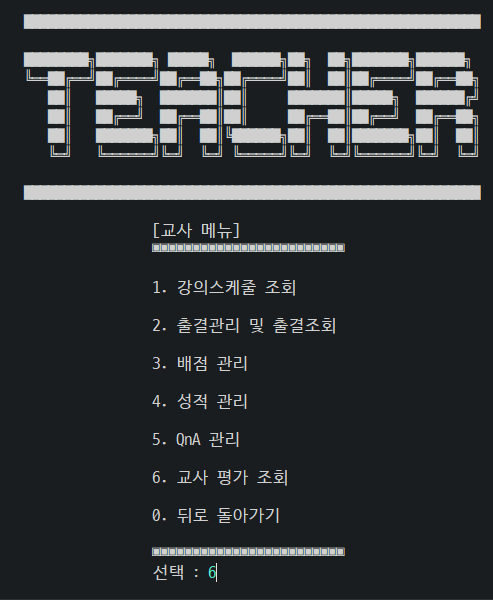 TEACHER
[교사 메뉴]
1. 강의스케줄 조회
2. 출결관리 및 출결조회
3. 배점 관리
4. 성적 관리
5. QnA 관리
6. 교사 평가 조회
0. 뒤로 돌아가기
선택 : 6